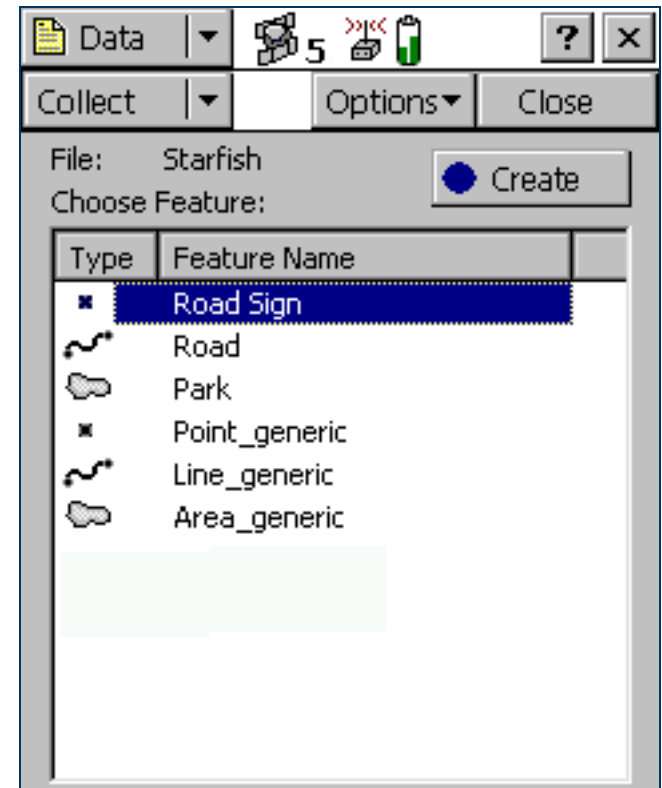 Data 5 ? ×
Collect Options Close
File: Starfish Create
Choose Feature:
Type Feature Name
Road Sign
Road
Park
Point_generic
Line_generic
Area_generic